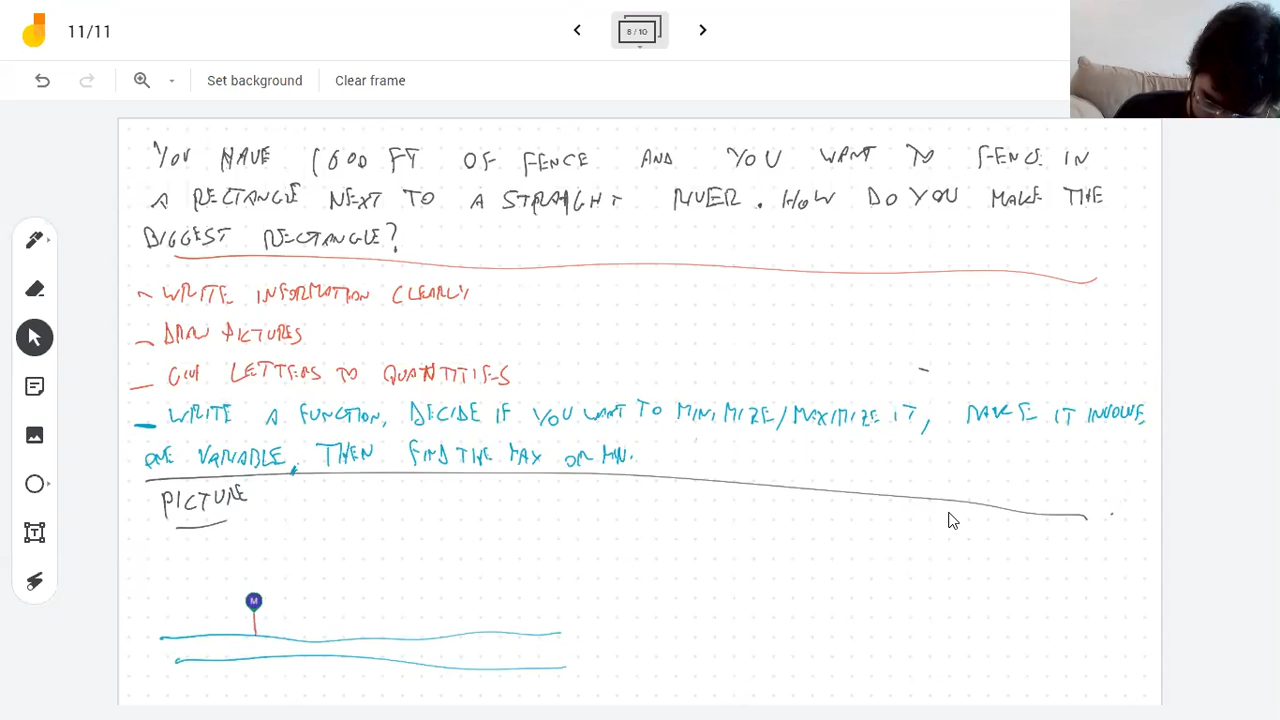 11/11
8 / 10
Set background
Clear frame
YOU HAVE 1600 FT OF FENCE AND YOU WANT TO FENCE IN
A RECTANGLE NEXT TO A STRAIGHT RIVER. HOW DO YOU MAKE THE
BIGGEST RECTANGLE?
- WRITE INFORMATION CLEARLY
- DRAW PICTURES
- GIVE LETTERS TO QUANTITIES
- WRITE A FUNCTION, DECIDE IF YOU WANT TO MINIMIZE/MAXIMIZE IT, MAKE IT INVOLVE
ONE VARIABLE, THEN FIND THE MAX OR MIN.
PICTURE
M